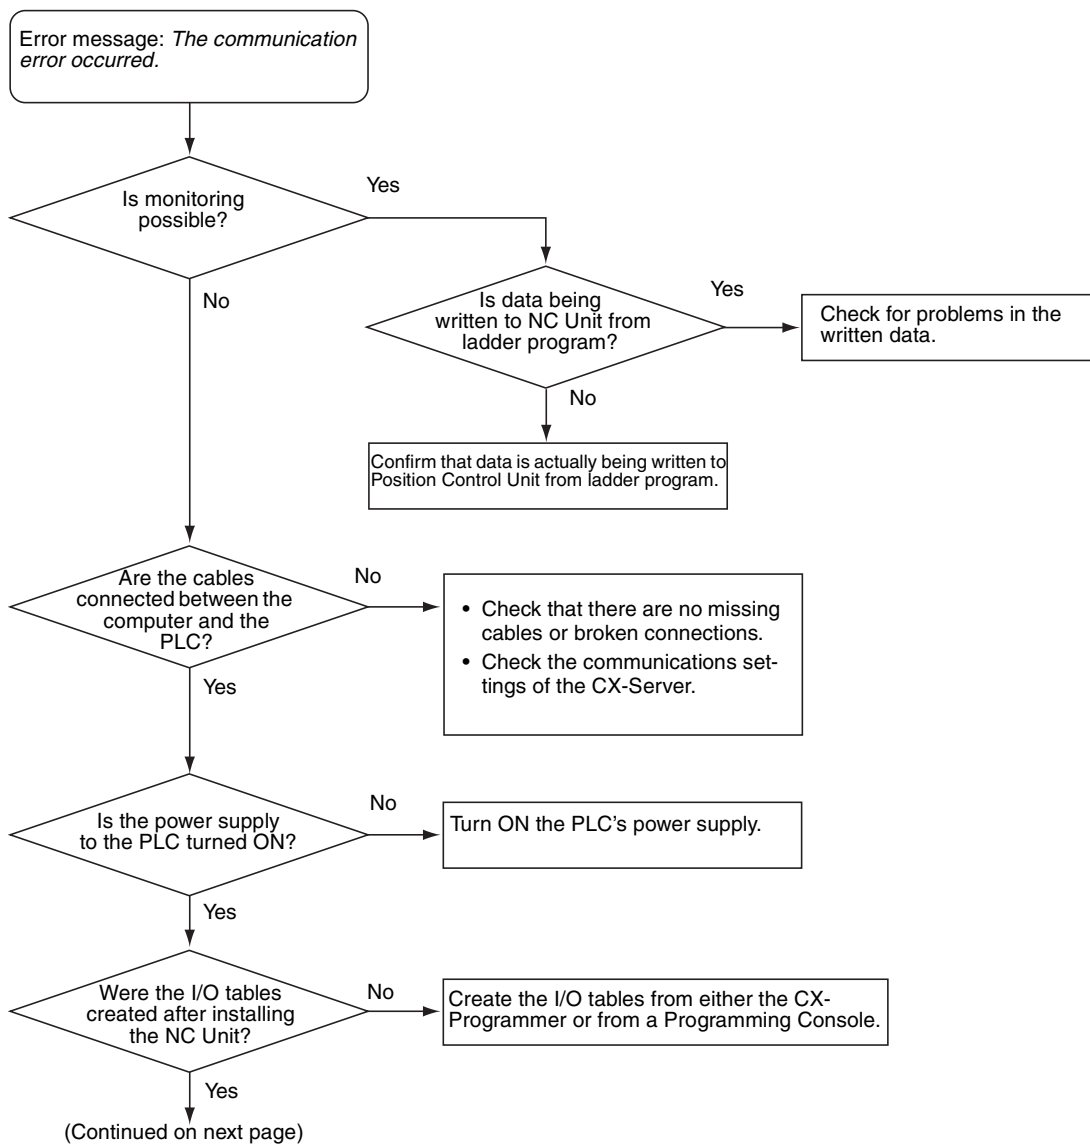 Error message: The communication
error occurred.
Is monitoring
possible?
Yes
No
Is data being
written to NC Unit from
ladder program?
Yes
Check for problems in the
written data.
No
Confirm that data is actually being written to
Position Control Unit from ladder program.
Are the cables
connected between the
computer and the
PLC?
No
• Check that there are no missing
cables or broken connections.
• Check the communications set-
tings of the CX-Server.
Yes
Is the power supply
to the PLC turned ON?
No
Turn ON the PLC’s power supply.
Yes
Were the I/O tables
created after installing
the NC Unit?
No
Create the I/O tables from either the CX-
Programmer or from a Programming Console.
Yes
(Continued on next page)